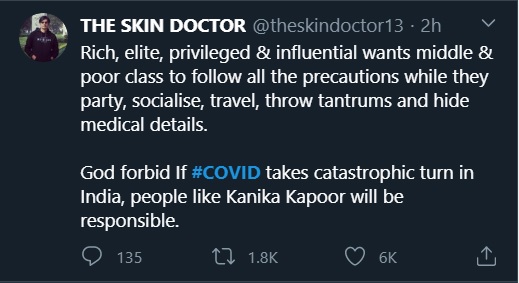 THE SKIN DOCTOR @theskindoctor13 · 2h
Rich, elite, privileged & influential wants middle &
poor class to follow all the precautions while they
party, socialise, travel, throw tantrums and hide
medical details.
God forbid If #COVID takes catastrophic turn in
India, people like Kanika Kapoor will be
responsible.
135 1.8K 6K